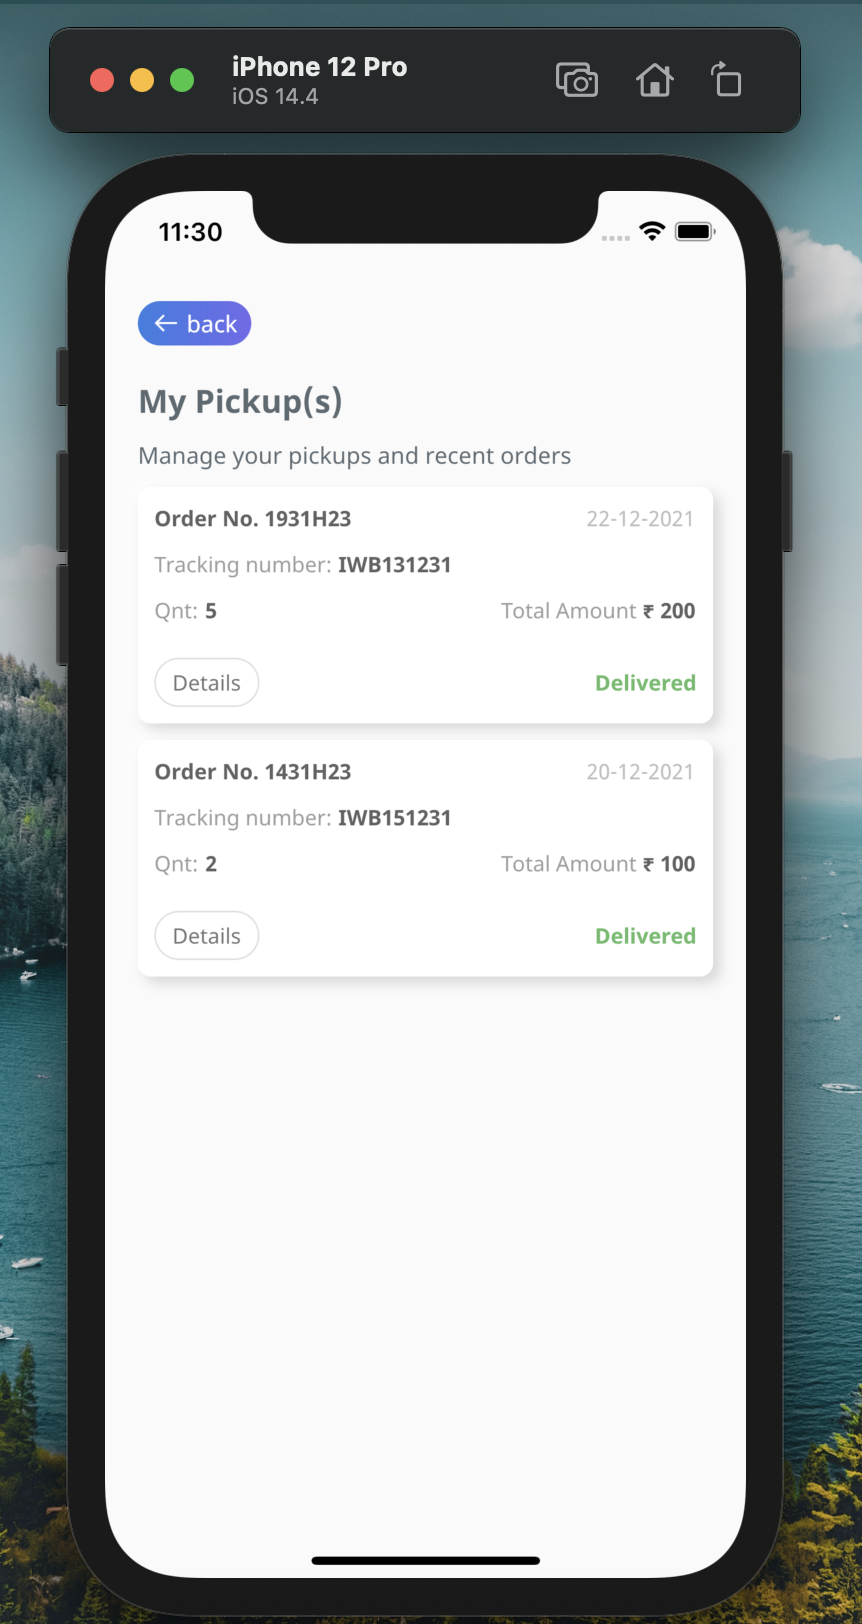 iPhone 12 Pro
iOS 14.4
11:30
← back
My Pickup(s)
Manage your pickups and recent orders
Order No. 1931H23 22-12-2021
Tracking number: IWB131231
Qnt: 5 Total Amount ₹ 200
Details Delivered
Order No. 1431H23 20-12-2021
Tracking number: IWB151231
Qnt: 2 Total Amount ₹ 100
Details Delivered